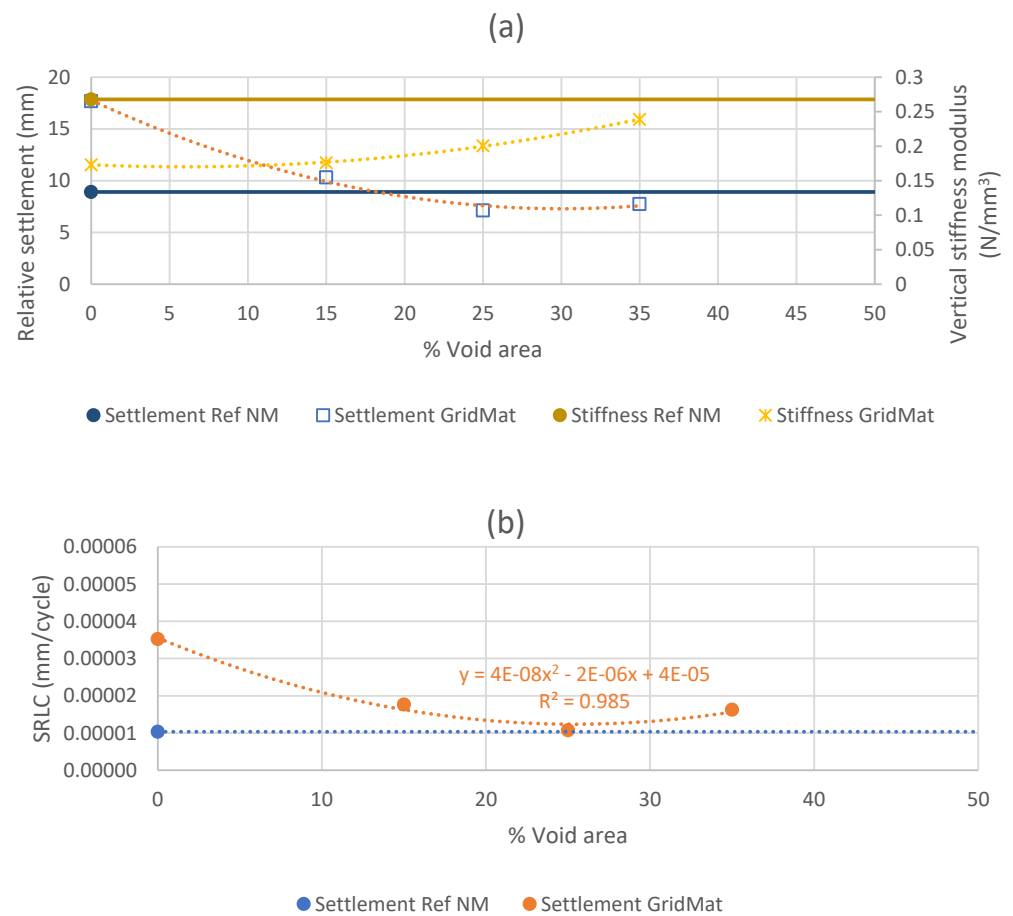 (a)
Relative settlement (mm)
20
15
10
5
0
0.3
0.25
0.2
0.15
0.1
0.05
0
Vertical stiffness modulus
(N/mm³)
0 5 10 15 20 25 30 35 40 45 50
% Void area
Settlement Ref NM Settlement GridMat Stiffness Ref NM Stiffness GridMat
(b)
SRLC (mm/cycle)
0.00006
0.00005
0.00004
0.00003
0.00002
0.00001
0.00000
y = 4E-08x² - 2E-06x + 4E-05
R² = 0.985
0 10 20 30 40 50
% Void area
Settlement Ref NM Settlement GridMat